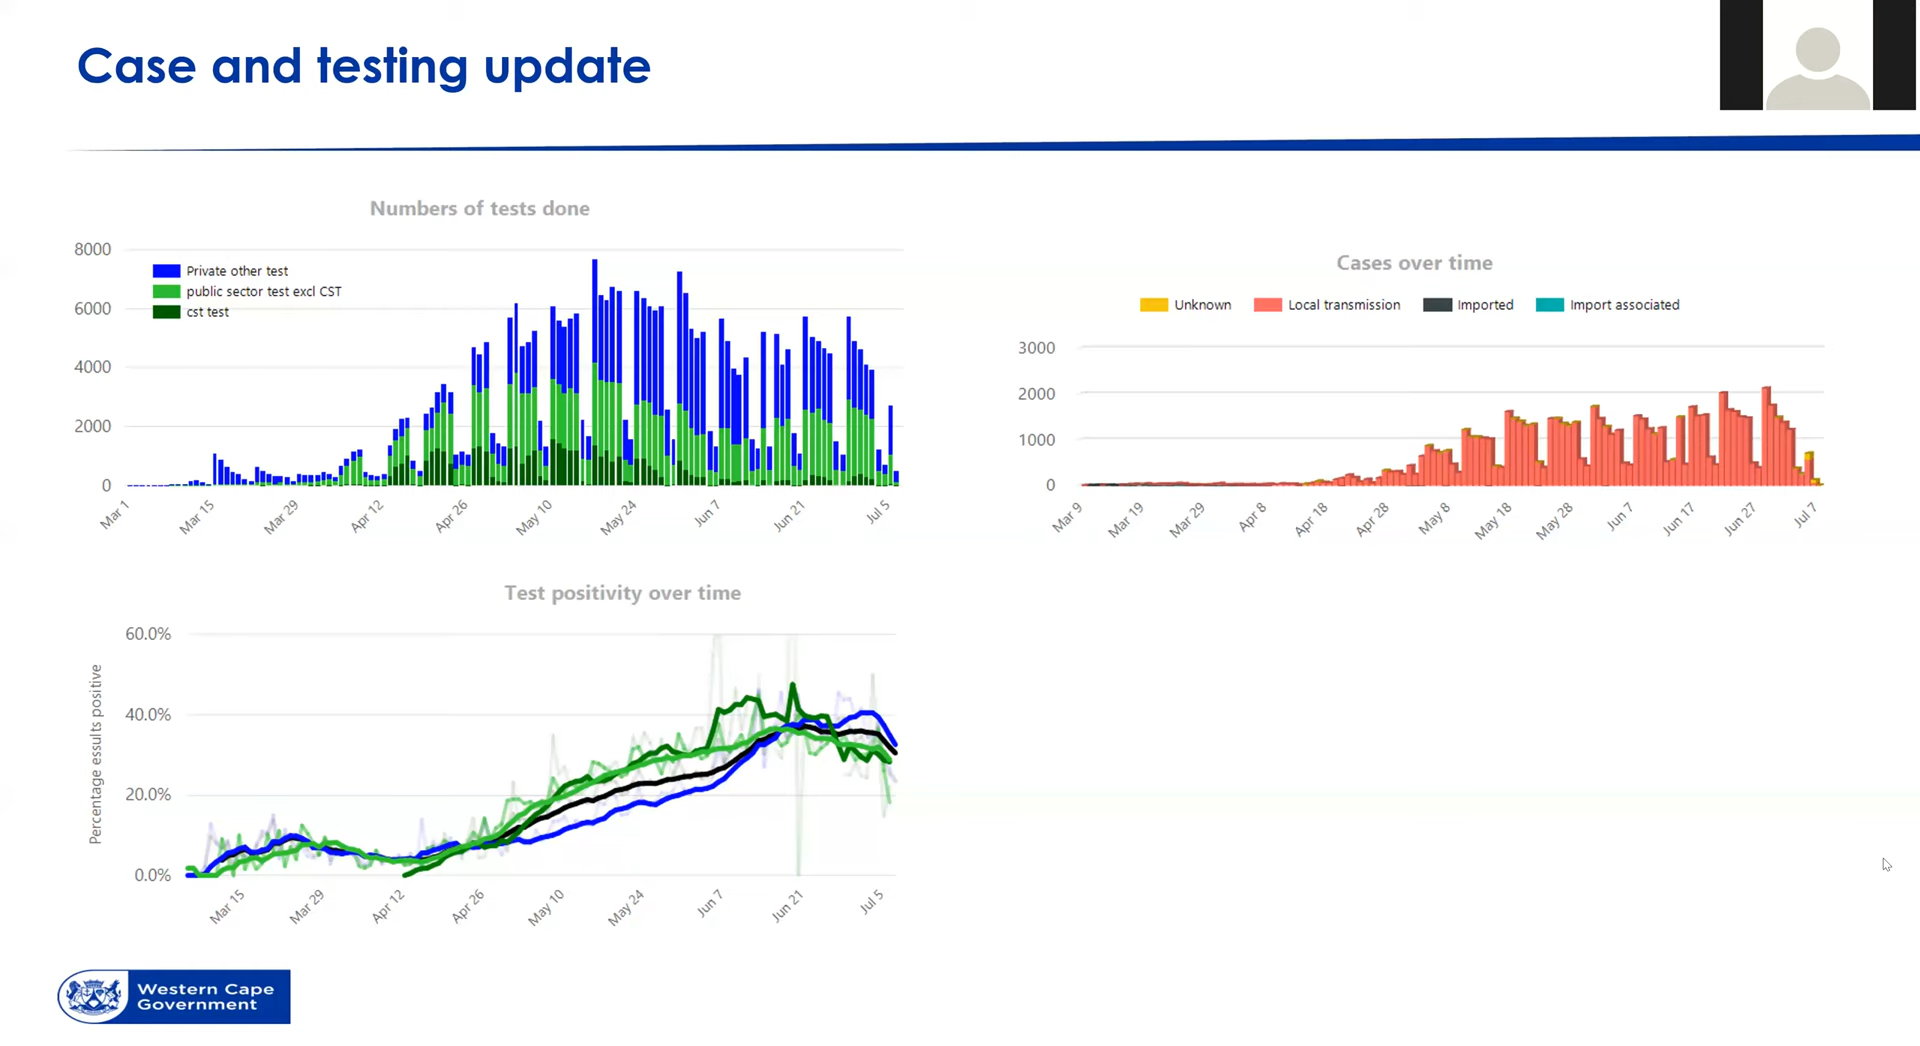 Case and testing update
Numbers of tests done
8000
6000
4000
2000
0
Private other test
public sector test excl CST
cst test
Mar 1
Mar 15
Mar 29
Apr 12
Apr 26
May 10
May 24
Jun 7
Jun 21
Jul 5
Cases over time
Unknown
Local transmission
Imported
Import associated
3000
2000
1000
0
Mar 9
Mar 19
Mar 29
Apr 8
Apr 18
Apr 28
May 8
May 18
May 28
Jun 7
Jun 17
Jun 27
Jul 7
Test positivity over time
Percentage essults positive
60.0%
40.0%
20.0%
0.0%
Mar 15
Mar 29
Apr 12
Apr 26
May 10
May 24
Jun 7
Jun 21
Jul 5
Western Cape
Government